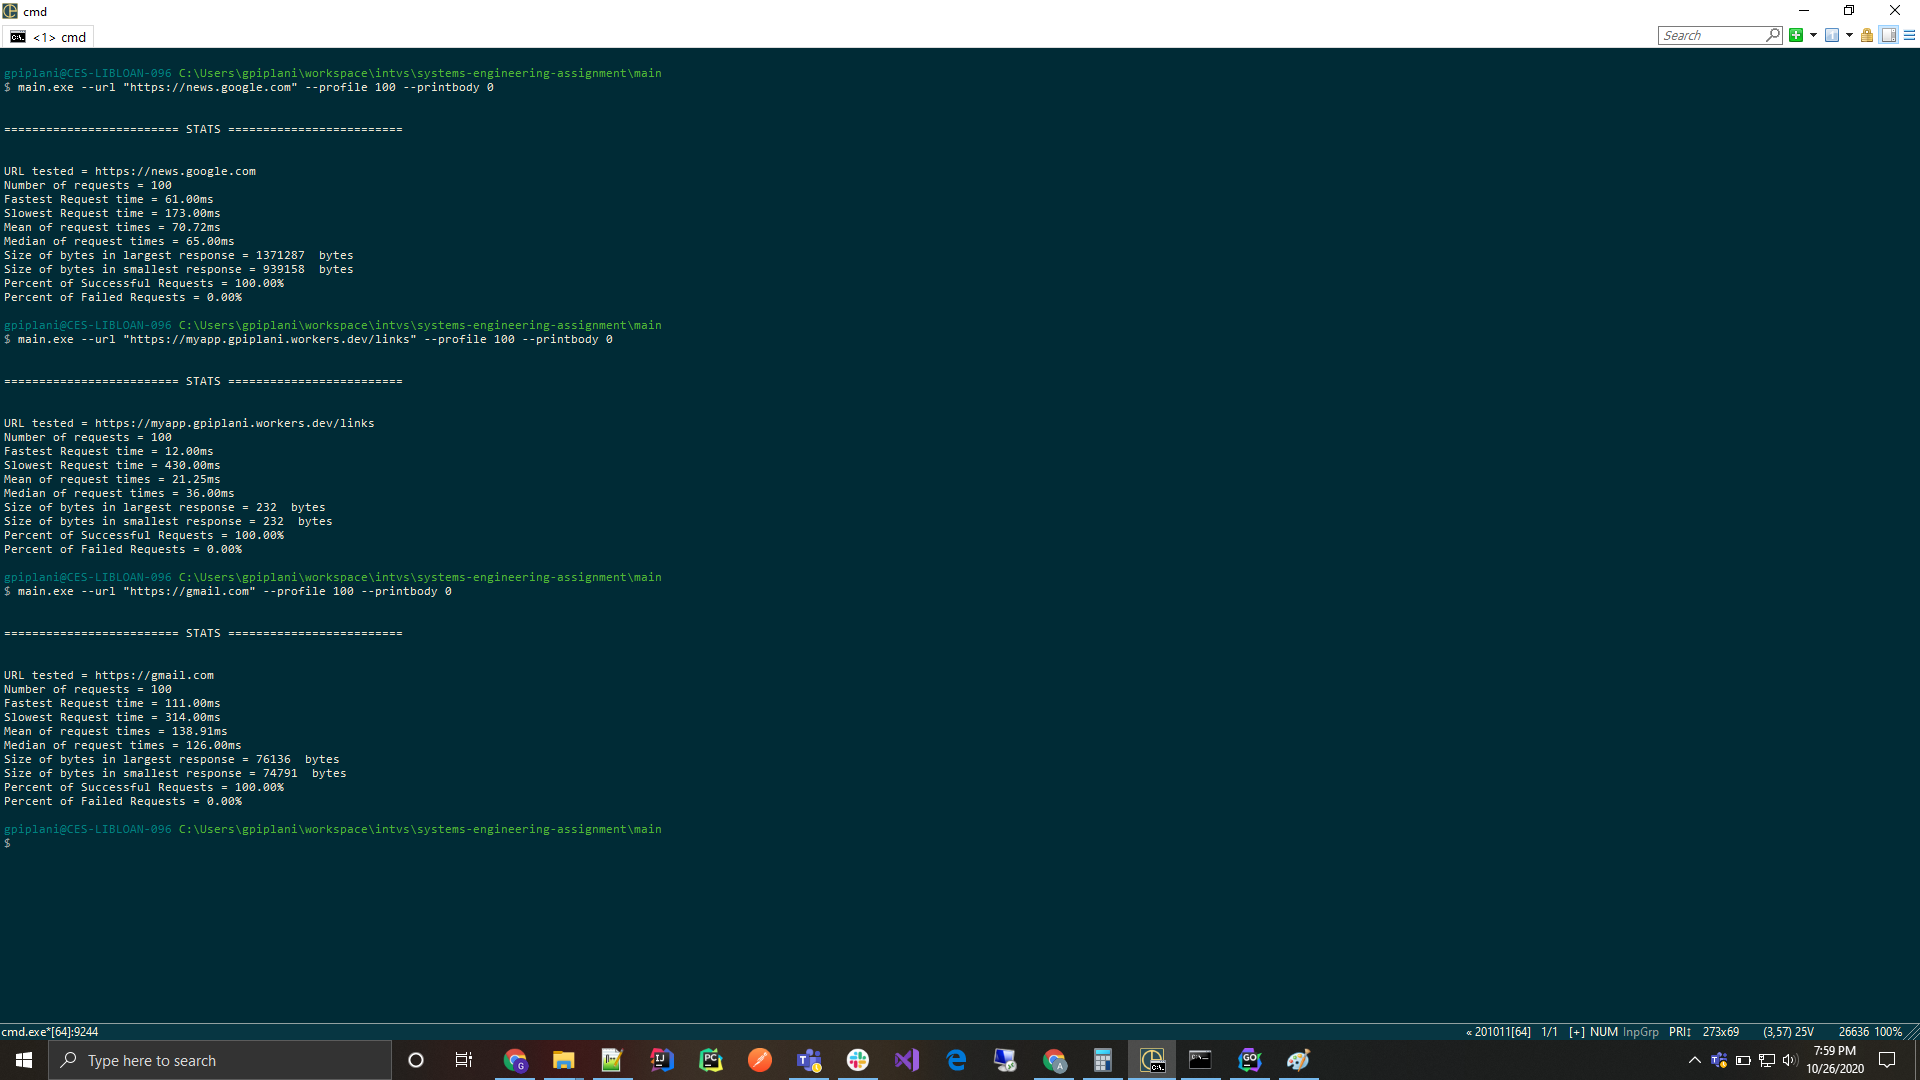 cmd
<1> cmd
Search
gpiplani@CES-LIBLOAN-096 C:\Users\gpiplani\workspace\intvs\systems-engineering-assignment\main
$ main.exe --url "https://news.google.com" --profile 100 --printbody 0
========================= STATS =========================
URL tested = https://news.google.com
Number of requests = 100
Fastest Request time = 61.00ms
Slowest Request time = 173.00ms
Mean of request times = 70.72ms
Median of request times = 65.00ms
Size of bytes in largest response = 1371287  bytes
Size of bytes in smallest response = 939158  bytes
Percent of Successful Requests = 100.00%
Percent of Failed Requests = 0.00%
gpiplani@CES-LIBLOAN-096 C:\Users\gpiplani\workspace\intvs\systems-engineering-assignment\main
$ main.exe --url "https://myapp.gpiplani.workers.dev/links" --profile 100 --printbody 0
========================= STATS =========================
URL tested = https://myapp.gpiplani.workers.dev/links
Number of requests = 100
Fastest Request time = 12.00ms
Slowest Request time = 430.00ms
Mean of request times = 21.25ms
Median of request times = 36.00ms
Size of bytes in largest response = 232  bytes
Size of bytes in smallest response = 232  bytes
Percent of Successful Requests = 100.00%
Percent of Failed Requests = 0.00%
gpiplani@CES-LIBLOAN-096 C:\Users\gpiplani\workspace\intvs\systems-engineering-assignment\main
$ main.exe --url "https://gmail.com" --profile 100 --printbody 0
========================= STATS =========================
URL tested = https://gmail.com
Number of requests = 100
Fastest Request time = 111.00ms
Slowest Request time = 314.00ms
Mean of request times = 138.91ms
Median of request times = 126.00ms
Size of bytes in largest response = 76136  bytes
Size of bytes in smallest response = 74791  bytes
Percent of Successful Requests = 100.00%
Percent of Failed Requests = 0.00%
gpiplani@CES-LIBLOAN-096 C:\Users\gpiplani\workspace\intvs\systems-engineering-assignment\main
$
cmd.exe*[64]:9244 « 201011[64] 1/1 [+] NUM InpGrp PRI↕ 273x69 (3,57) 25V 26636 100%
Type here to search
7:59 PM
10/26/2020